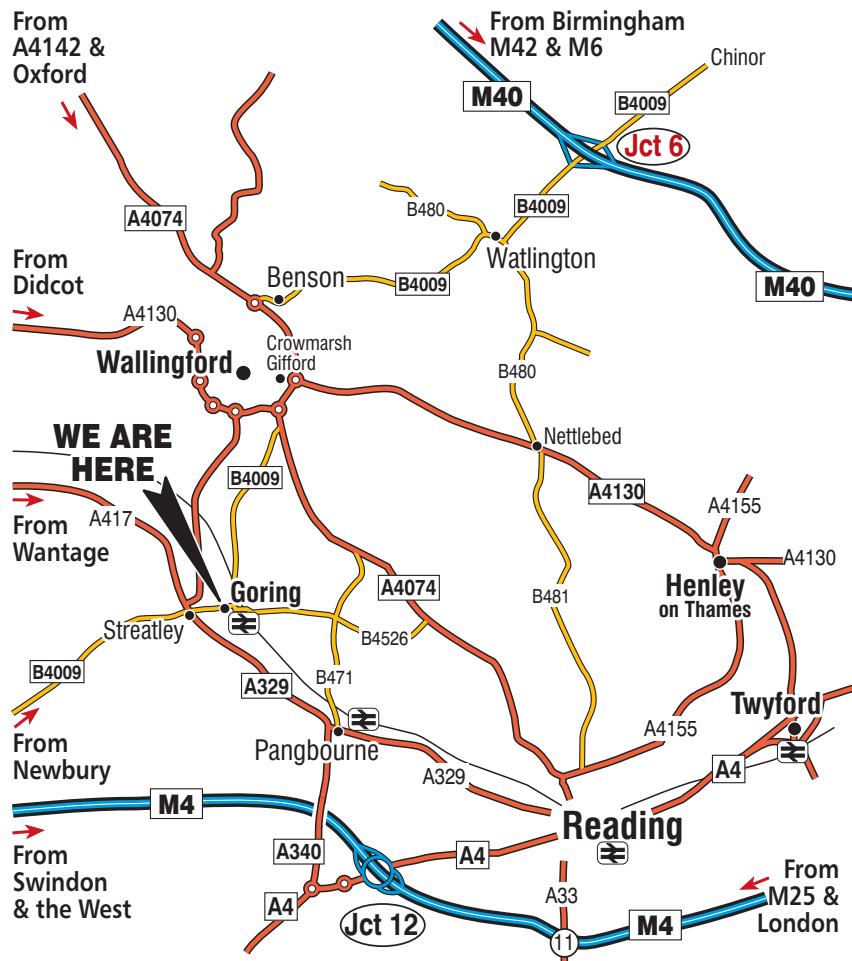 From
A4142 &
Oxford
From Birmingham
M42 & M6
Chinor
M40
B4009
Jct 6
B480
B4009
A4074
Watlington
From
Didcot
Benson
B4009
M40
A4130
Crowmarsh
Gifford
Wallingford
B480
WE ARE
HERE
Nettlebed
B4009
A4130
A4155
A417
From
Wantage
A4130
Henley
on Thames
A4074
Goring
B481
Streatley
B4526
B4009
B471
A329
Twyford
A4155
From
Newbury
Pangbourne
A329
A4
M4
Reading
From
Swindon
& the West
A340
A4
From
M25 &
London
A4
A33
Jct 12
M4
11